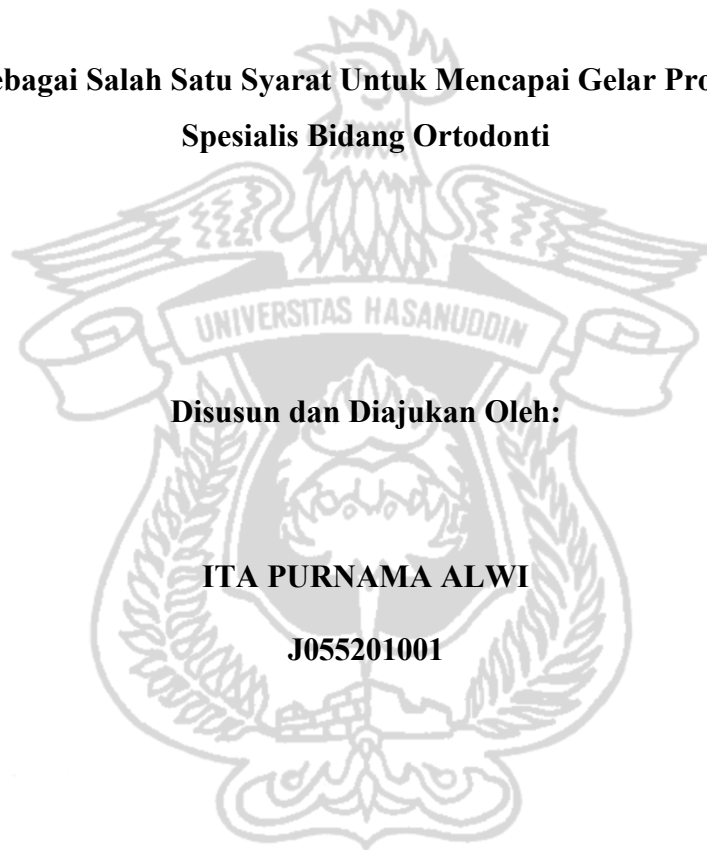 Sebagai Salah Satu Syarat Untuk Mencapai Gelar
Spesialis Bidang Ortodonti
UNIVERSITAS HASANUDDIN
Disusun dan Diajukan Oleh:
ITA PURNAMA ALWI
J055201001